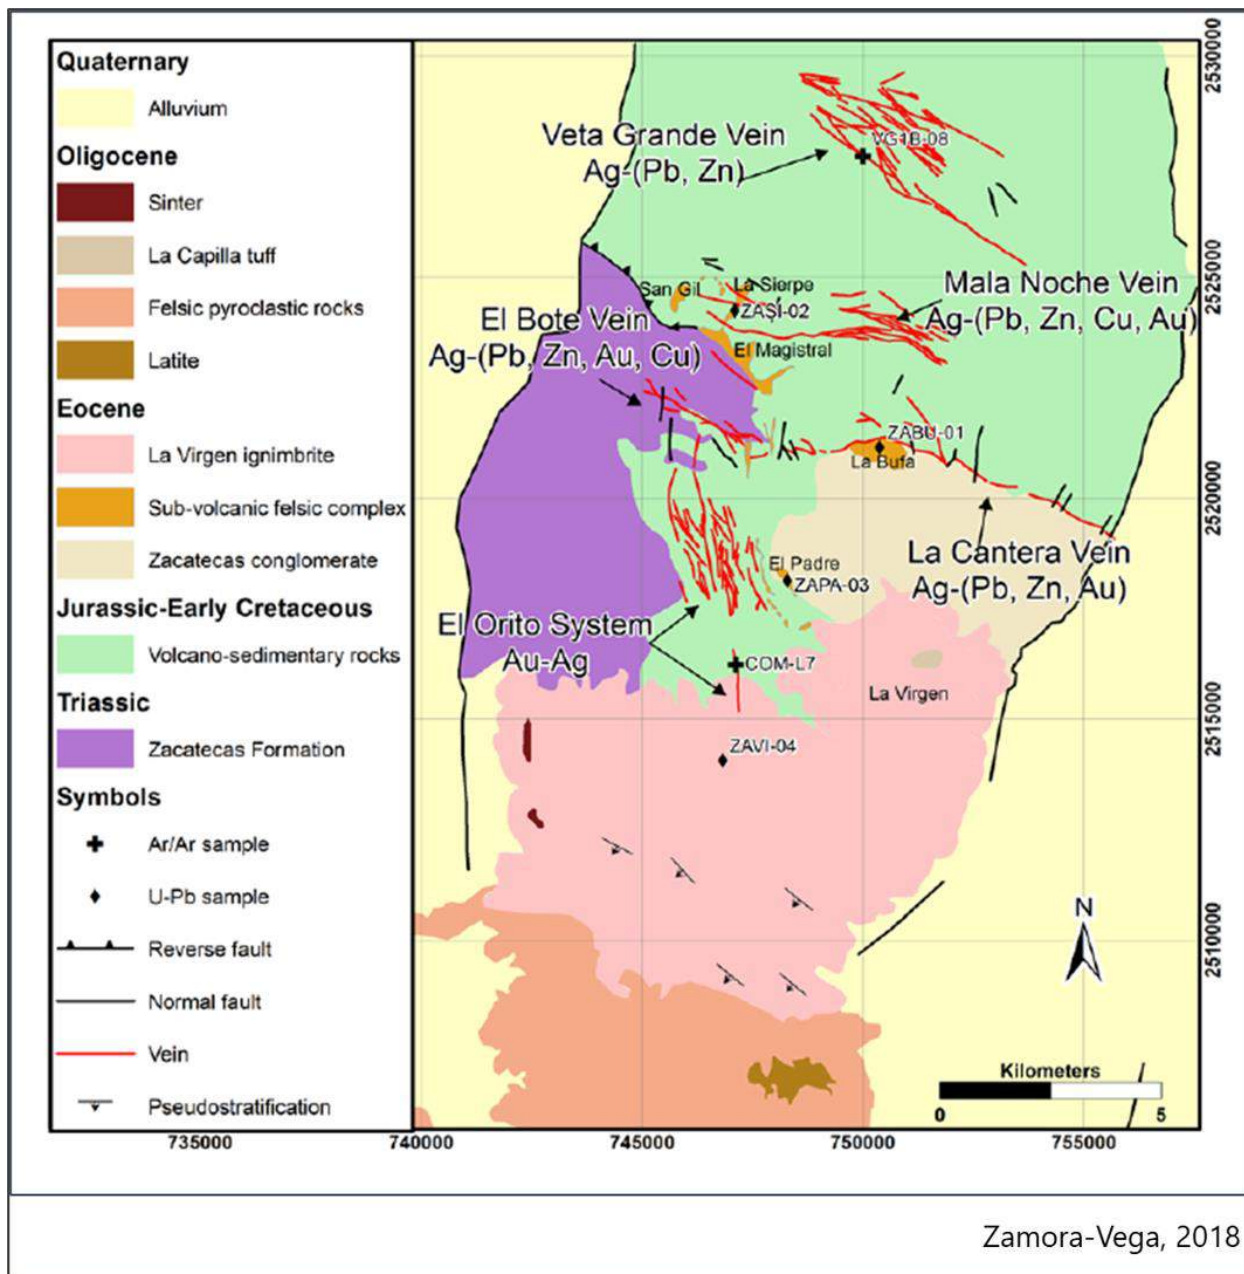 Quaternary
Alluvium
Oligocene
Sinter
La Capilla tuff
Felsic pyroclastic rocks
Latite
Eocene
La Virgen ignimbrite
Sub-volcanic felsic complex
Zacatecas conglomerate
Jurassic-Early Cretaceous
Volcano-sedimentary rocks
Triassic
Zacatecas Formation
Symbols
Ar/Ar sample
U-Pb sample
Reverse fault
Normal fault
Vein
Pseudostratification
Veta Grande Vein
Ag-(Pb, Zn)
VG1B-08
San Gil
La Sierpe
ZASI-02
Mala Noche Vein
Ag-(Pb, Zn, Cu, Au)
El Bote Vein
Ag-(Pb, Zn, Au, Cu)
El Magistral
ZABU-01
La Bufa
La Cantera Vein
Ag-(Pb, Zn, Au)
El Padre
ZAPA-03
El Orito System
Au-Ag
COM-L7
La Virgen
ZAVI-04
N
Kilometers
0
5
2530000
2525000
2520000
2515000
2510000
735000
740000
745000
750000
755000
Zamora-Vega, 2018